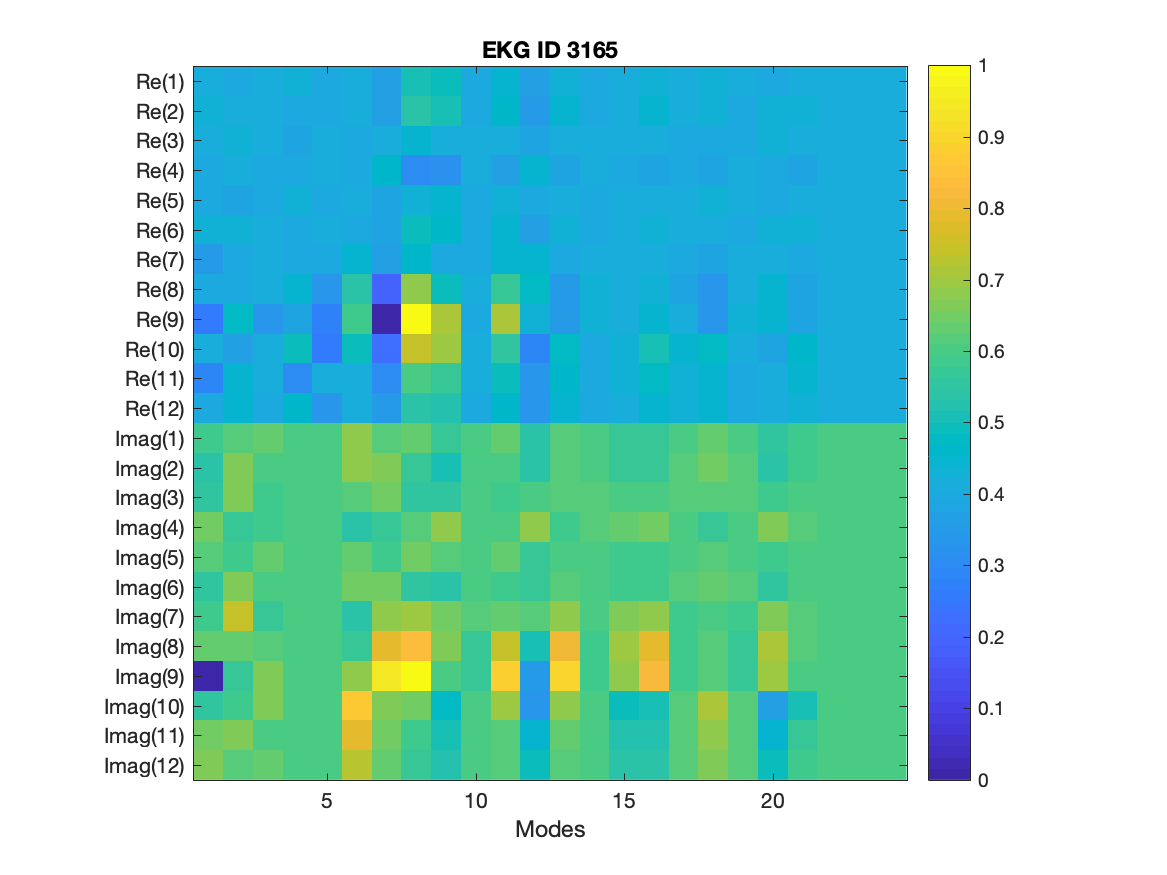 EKG ID 3165
Re(1)
Re(2)
Re(3)
Re(4)
Re(5)
Re(6)
Re(7)
Re(8)
Re(9)
Re(10)
Re(11)
Re(12)
Imag(1)
Imag(2)
Imag(3)
Imag(4)
Imag(5)
Imag(6)
Imag(7)
Imag(8)
Imag(9)
Imag(10)
Imag(11)
Imag(12)
5 10 15 20
Modes
1
0.9
0.8
0.7
0.6
0.5
0.4
0.3
0.2
0.1
0